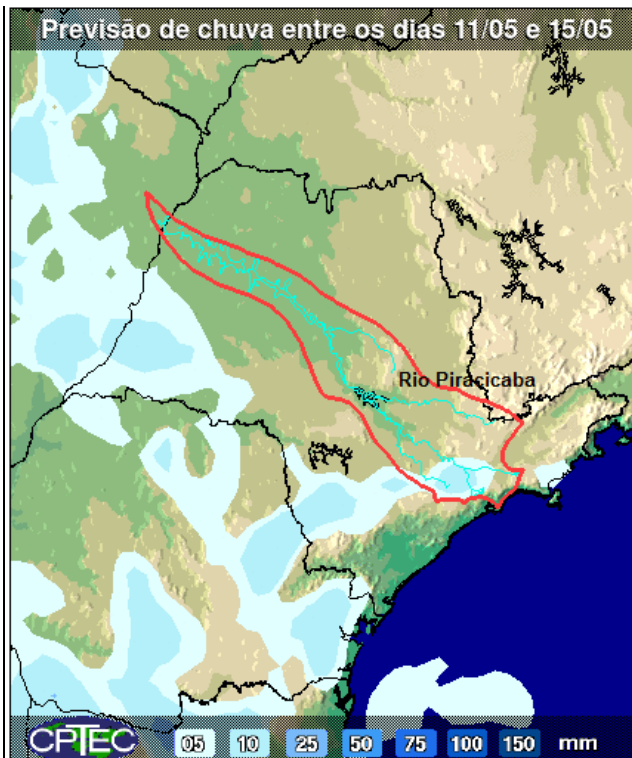 Previsão de chuva entre os dias 11/05 e 15/05
Rio Piracicaba
CPTEC 05 10 25 50 75 100 150 mm